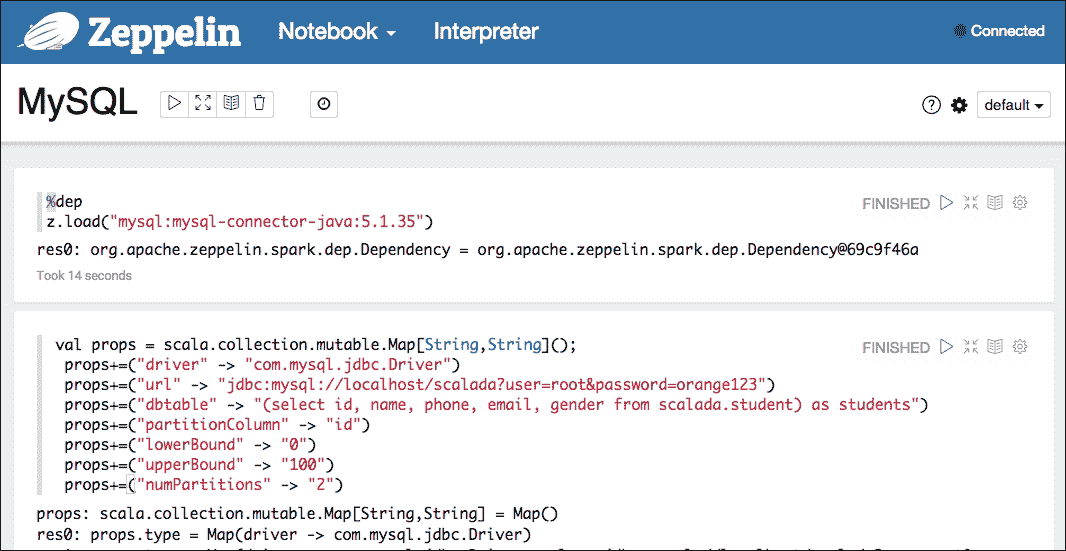 Zeppelin Notebook Interpreter Connected
MySQL default
%dep FINISHED
z.load("mysql:mysql-connector-java:5.1.35")
res0: org.apache.zeppelin.spark.dep.Dependency = org.apache.zeppelin.spark.dep.Dependency@69c9f46a
Took 14 seconds
val props = scala.collection.mutable.Map[String,String](); FINISHED
props+=("driver" -> "com.mysql.jdbc.Driver")
props+=("url" -> "jdbc:mysql://localhost/scalada?user=root&password=orange123")
props+=("dbtable" -> "(select id, name, phone, email, gender from scalada.student) as students")
props+=("partitionColumn" -> "id")
props+=("lowerBound" -> "0")
props+=("upperBound" -> "100")
props+=("numPartitions" -> "2")
props: scala.collection.mutable.Map[String,String] = Map()
res0: props.type = Map(driver -> com.mysql.jdbc.Driver)